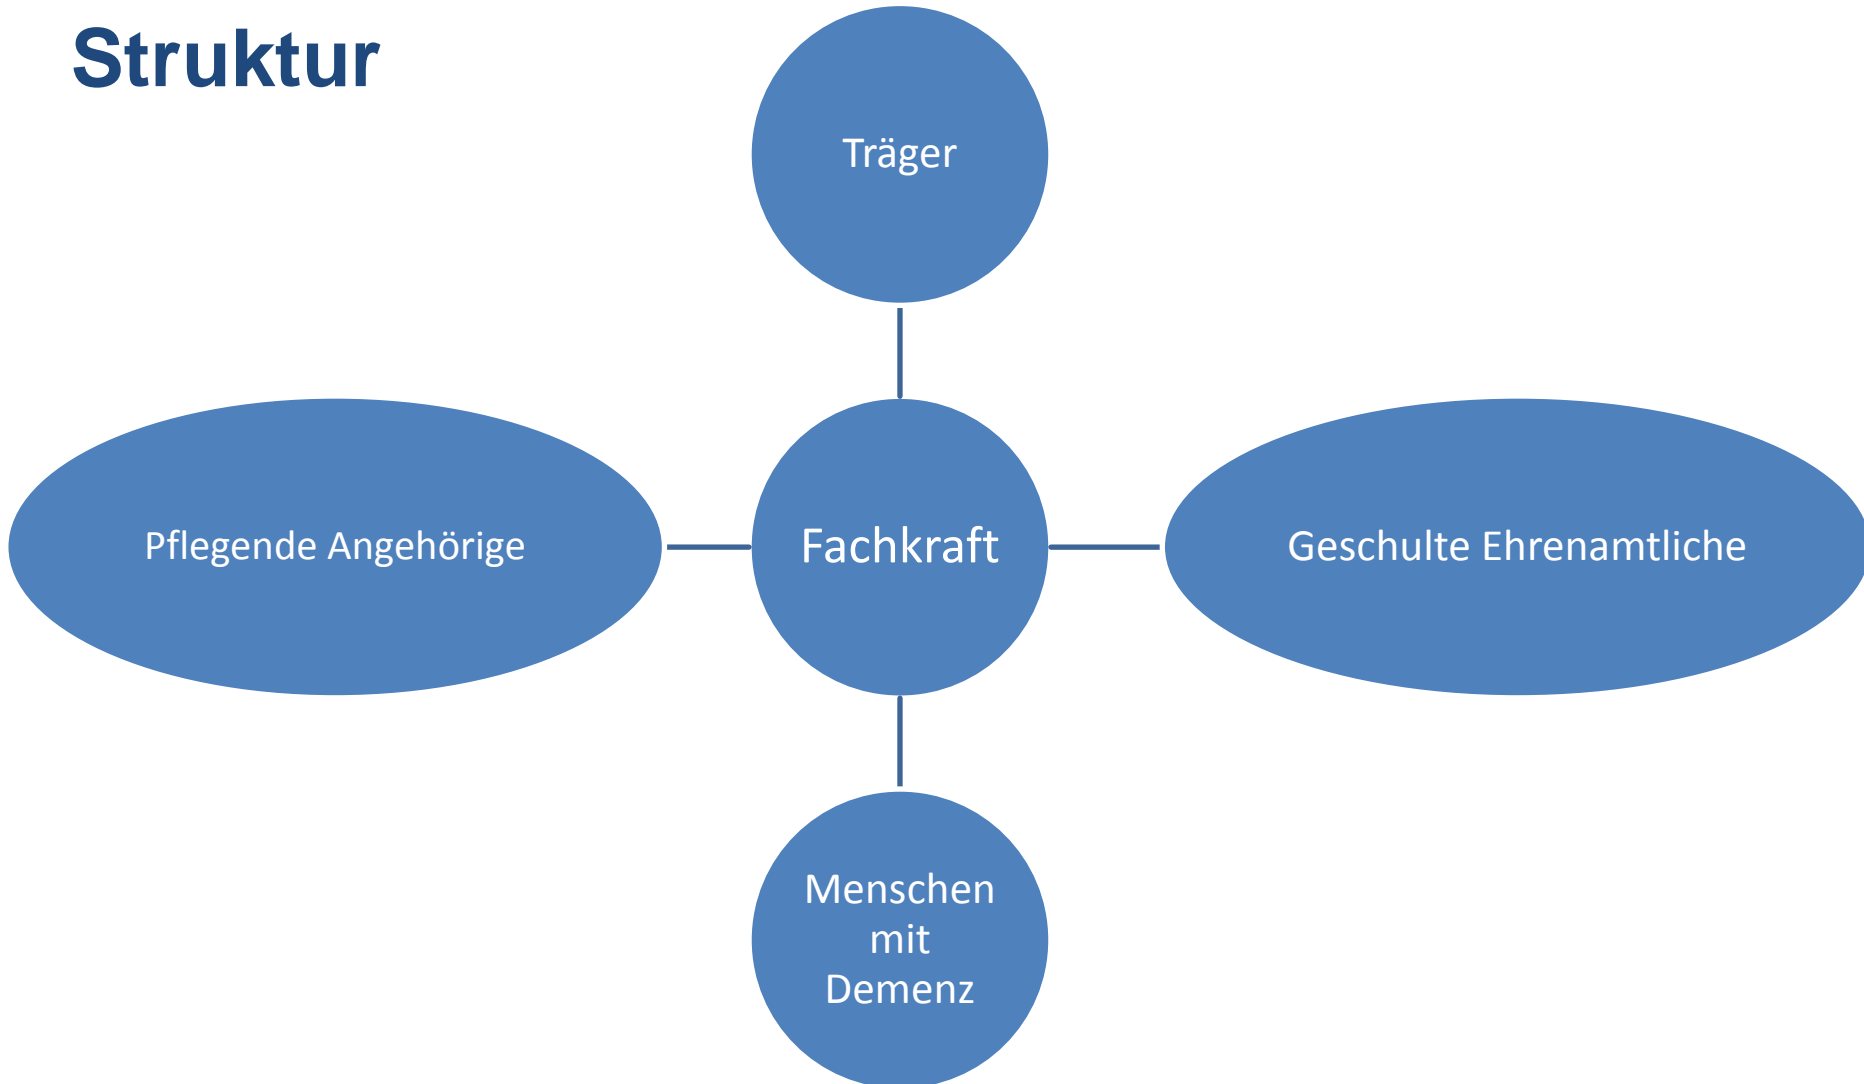 Struktur
Träger
Pflegende Angehörige
Fachkraft
Geschulte Ehrenamtliche
Menschen
mit
Demenz